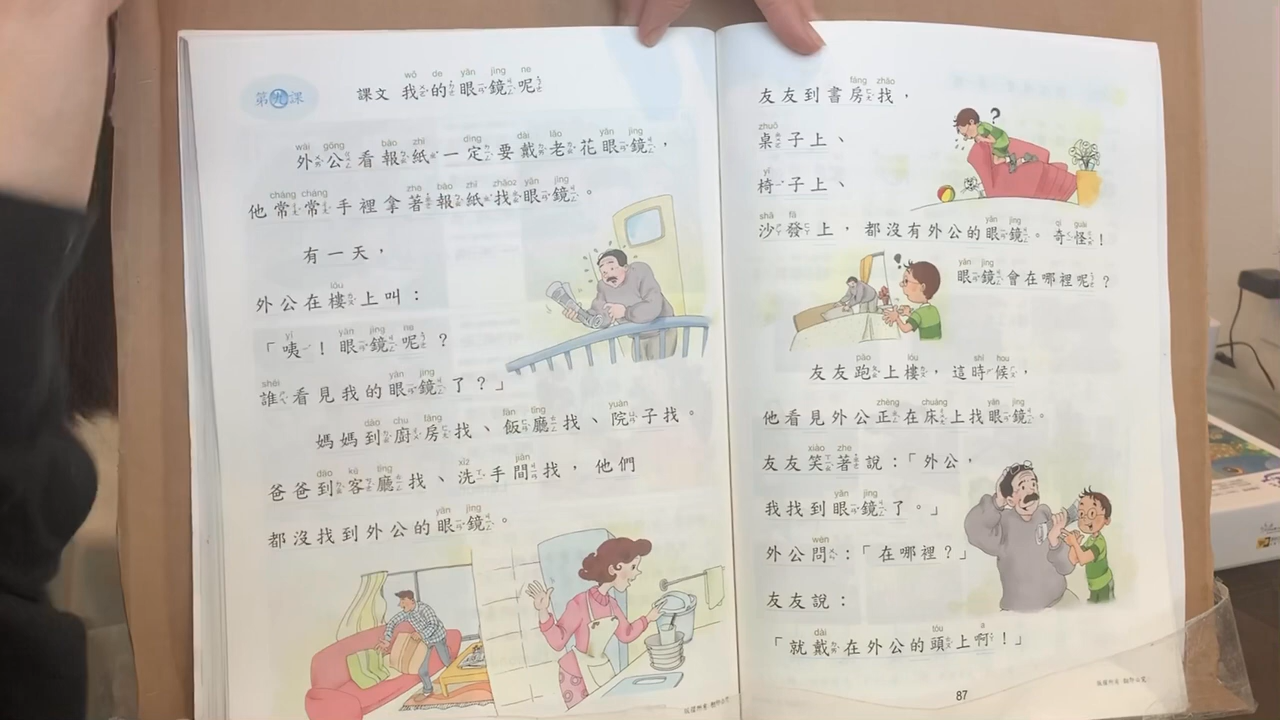 第九課
課文 我的眼鏡呢
外公看報紙一定要戴老花眼鏡，
他常常手裡拿著報紙找眼鏡。
有一天，
外公在樓上叫：
「咦！眼鏡呢？
誰看見我的眼鏡了？」
媽媽到廚房找、飯廳找、院子找。
爸爸到客廳找、洗手間找，他們
都沒找到外公的眼鏡。
友友到書房找，
桌子上、
椅子上、
沙發上，都沒有外公的眼鏡。奇怪！
眼鏡會在哪裡呢？
友友跑上樓，這時候，
他看見外公正在床上找眼鏡。
友友笑著說：「外公，
我找到眼鏡了。」
外公問：「在哪裡？」
友友說：
「就戴在外公的頭上啊！」
87